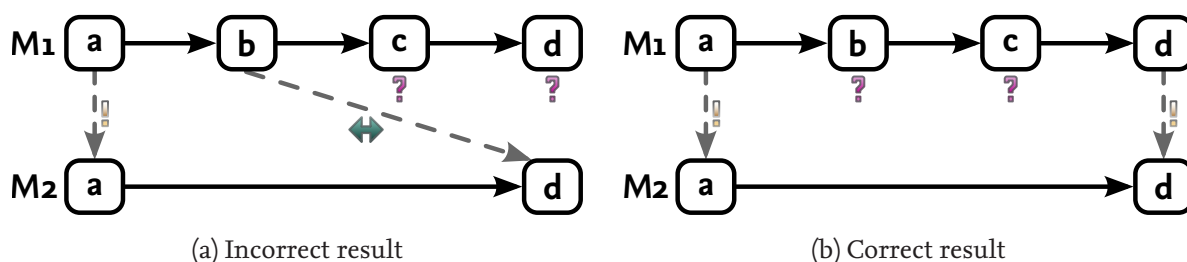 M1 a b c d
? ?
!
M2 a d
(a) Incorrect result
M1 a b c d
? ?
! !
M2 a d
(b) Correct result